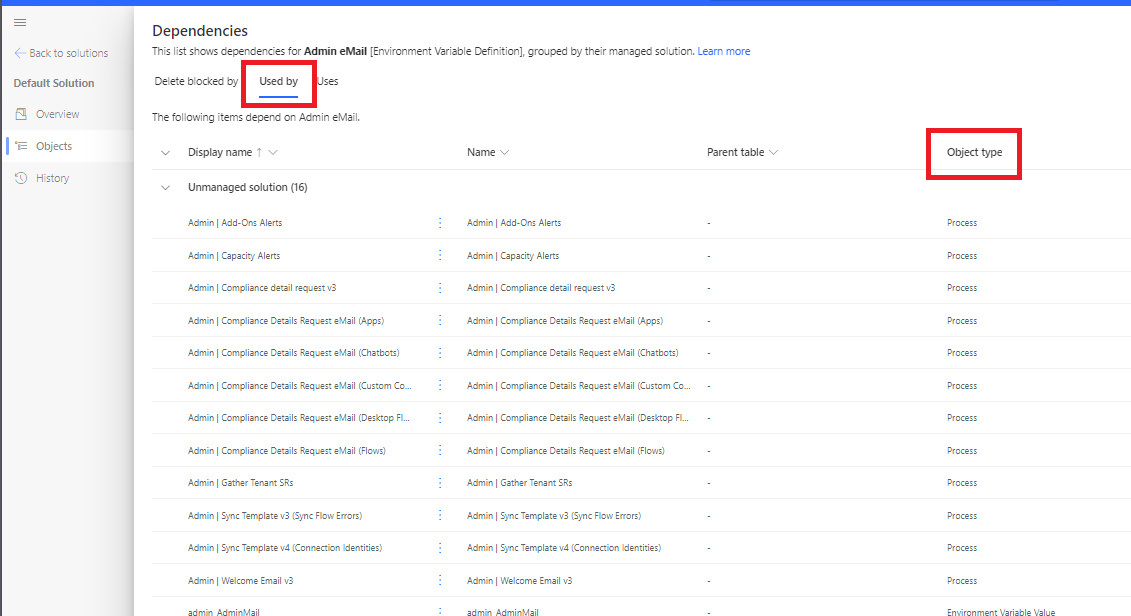 Dependencies
This list shows dependencies for Admin eMail [Environment Variable Definition], grouped by their managed solution. Learn more
Back to solutions
Default Solution
Overview
Objects
History
Delete blocked by Used by Uses
The following items depend on Admin eMail.
Display name ↑ Name Parent table Object type
Unmanaged solution (16)
Admin | Add-Ons Alerts Admin | Add-Ons Alerts - Process
Admin | Capacity Alerts Admin | Capacity Alerts - Process
Admin | Compliance detail request v3 Admin | Compliance detail request v3 - Process
Admin | Compliance Details Request eMail (Apps) Admin | Compliance Details Request eMail (Apps) - Process
Admin | Compliance Details Request eMail (Chatbots) Admin | Compliance Details Request eMail (Chatbots) - Process
Admin | Compliance Details Request eMail (Custom Co... Admin | Compliance Details Request eMail (Custom Co... - Process
Admin | Compliance Details Request eMail (Desktop Fl... Admin | Compliance Details Request eMail (Desktop Fl... - Process
Admin | Compliance Details Request eMail (Flows) Admin | Compliance Details Request eMail (Flows) - Process
Admin | Gather Tenant SRs Admin | Gather Tenant SRs - Process
Admin | Sync Template v3 (Sync Flow Errors) Admin | Sync Template v3 (Sync Flow Errors) - Process
Admin | Sync Template v4 (Connection Identities) Admin | Sync Template v4 (Connection Identities) - Process
Admin | Welcome Email v3 Admin | Welcome Email v3 - Process
admin_AdminMail admin_AdminMail - Environment Variable Value